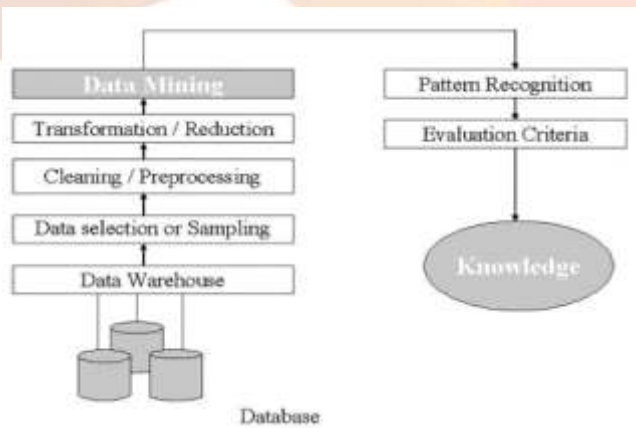 Data Mining
Transformation / Reduction
Cleaning / Preprocessing
Data selection or Sampling
Data Warehouse
Database
Pattern Recognition
Evaluation Criteria
Knowledge